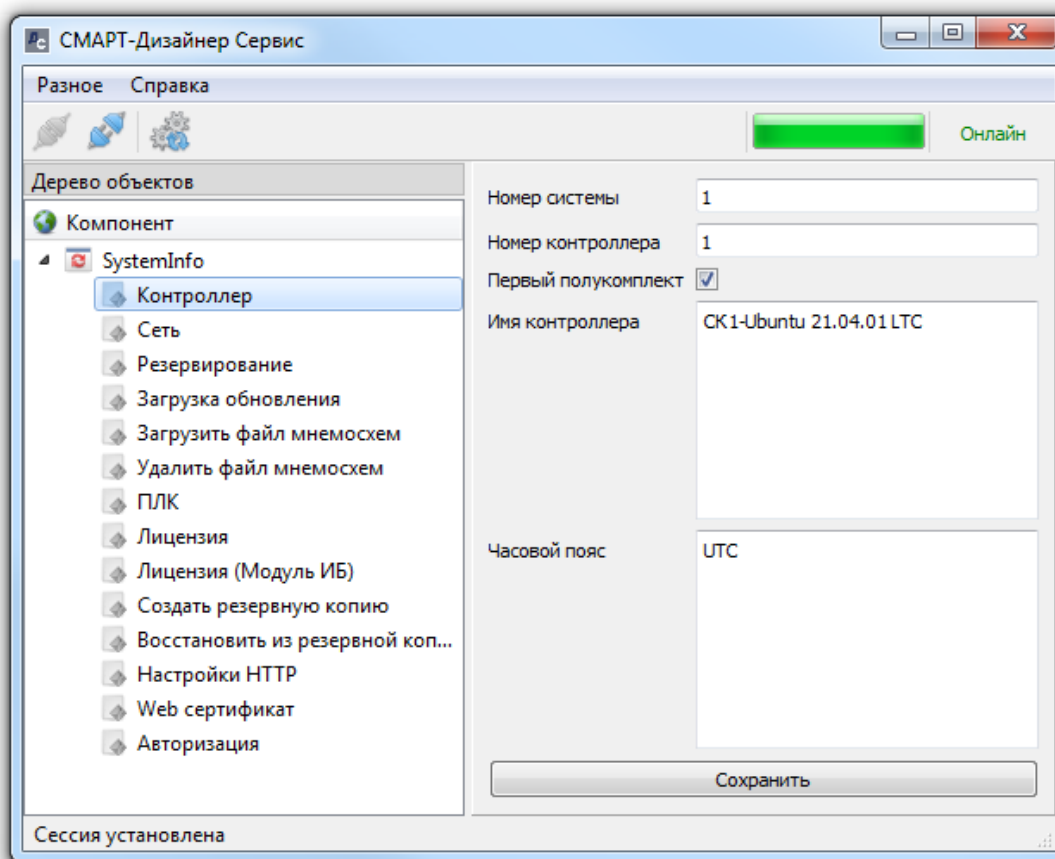 СМАРТ-Дизайнер Сервис
Разное Справка
Онлайн
Дерево объектов
Компонент
SystemInfo
Контроллер
Сеть
Резервирование
Загрузка обновления
Загрузить файл мнемосхем
Удалить файл мнемосхем
ПЛК
Лицензия
Лицензия (Модуль ИБ)
Создать резервную копию
Восстановить из резервной коп...
Настройки HTTP
Web сертификат
Авторизация
Номер системы 1
Номер контроллера 1
Первый полукомплект
Имя контроллера CK1-Ubuntu 21.04.01 LTC
Часовой пояс UTC
Сохранить
Сессия установлена